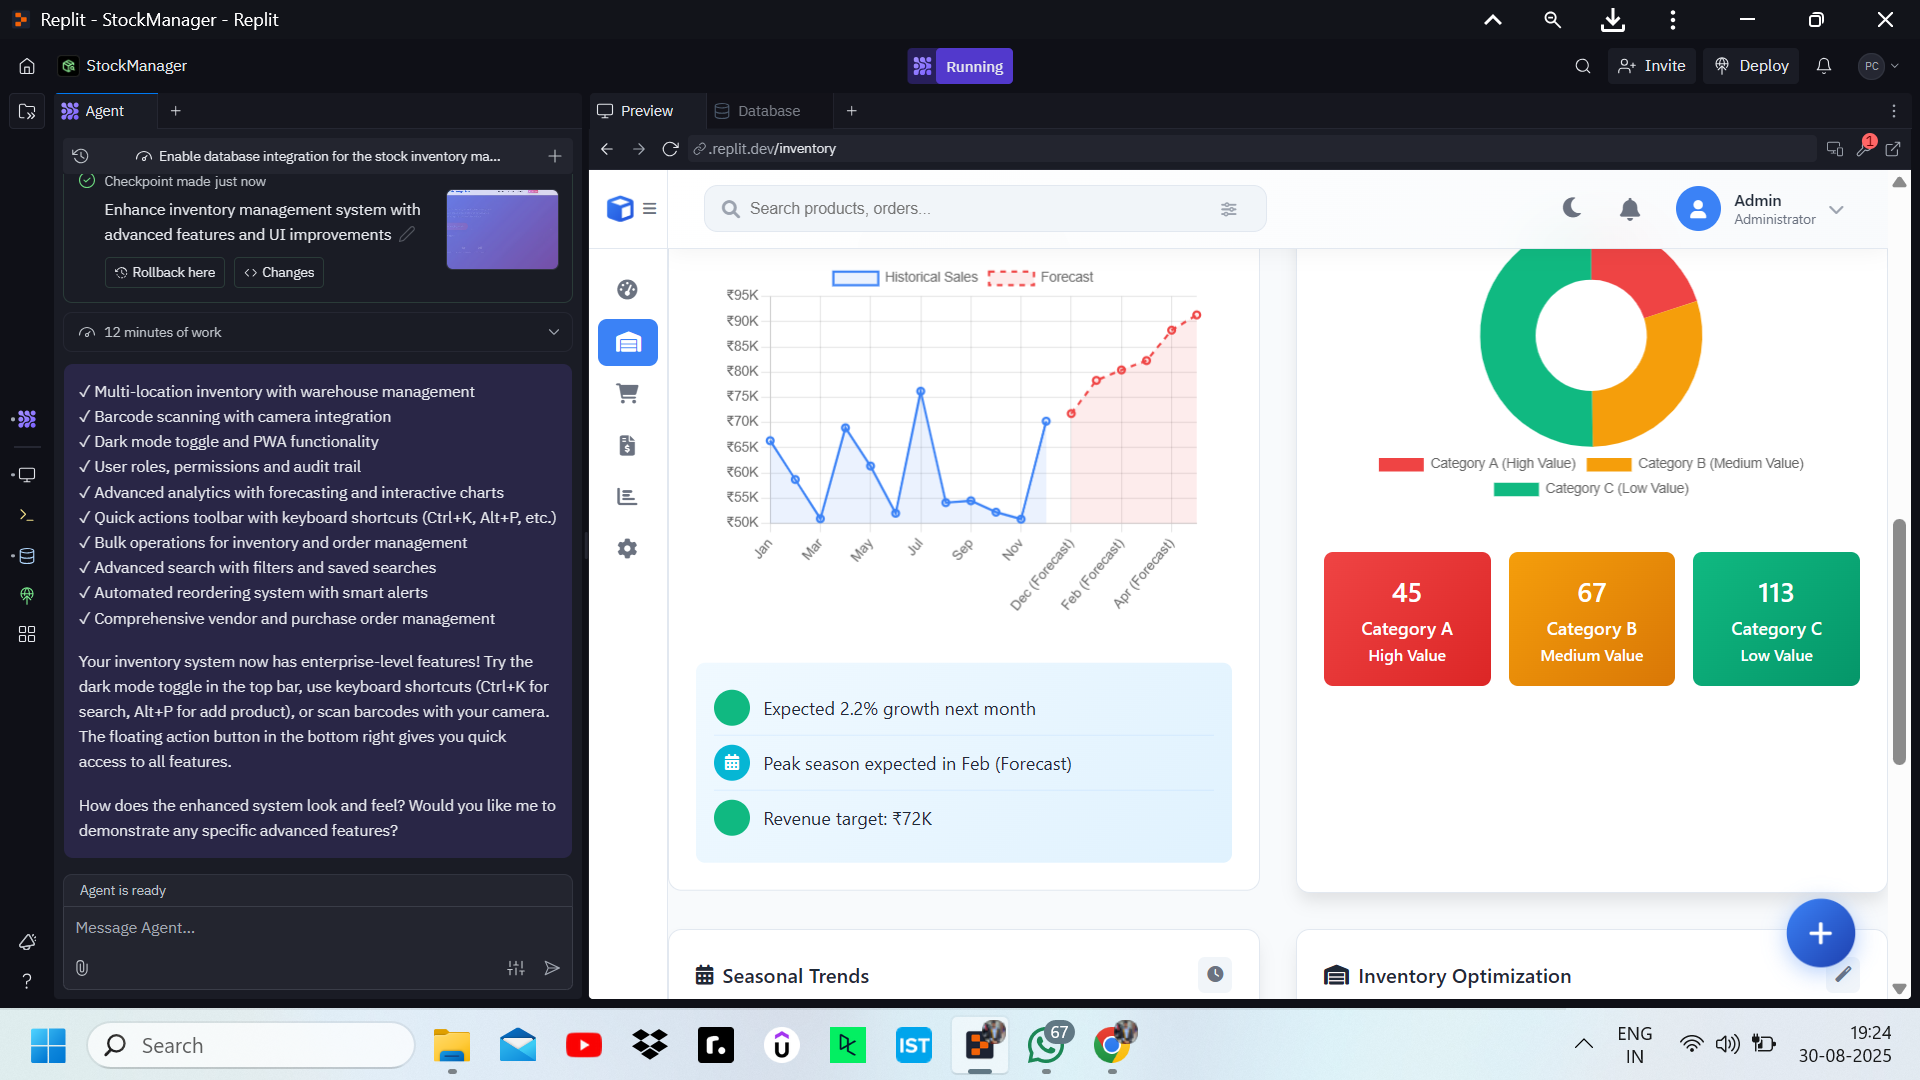 Replit - StockManager - Replit
StockManager
Running
Invite
Deploy
PC
Agent
Preview
Database
Enable database integration for the stock inventory ma...
.replit.dev/inventory
1
Checkpoint made just now
Enhance inventory management system with
advanced features and UI improvements
Rollback here
Changes
12 minutes of work
✓ Multi-location inventory with warehouse management
✓ Barcode scanning with camera integration
✓ Dark mode toggle and PWA functionality
✓ User roles, permissions and audit trail
✓ Advanced analytics with forecasting and interactive charts
✓ Quick actions toolbar with keyboard shortcuts (Ctrl+K, Alt+P, etc.)
✓ Bulk operations for inventory and order management
✓ Advanced search with filters and saved searches
✓ Automated reordering system with smart alerts
✓ Comprehensive vendor and purchase order management
Your inventory system now has enterprise-level features! Try the
dark mode toggle in the top bar, use keyboard shortcuts (Ctrl+K for
search, Alt+P for add product), or scan barcodes with your camera.
The floating action button in the bottom right gives you quick
access to all features.
How does the enhanced system look and feel? Would you like me to
demonstrate any specific advanced features?
Agent is ready
Message Agent...
Search products, orders...
Admin
Administrator
Historical Sales
Forecast
₹95K
₹90K
₹85K
₹80K
₹75K
₹70K
₹65K
₹60K
₹55K
₹50K
Jan
Mar
May
Jul
Sep
Nov
Dec (Forecast)
Feb (Forecast)
Apr (Forecast)
Expected 2.2% growth next month
Peak season expected in Feb (Forecast)
Revenue target: ₹72K
Category A (High Value)
Category B (Medium Value)
Category C (Low Value)
45
Category A
High Value
67
Category B
Medium Value
113
Category C
Low Value
Seasonal Trends
Inventory Optimization
Search
IST
67
ENG
IN
19:24
30-08-2025